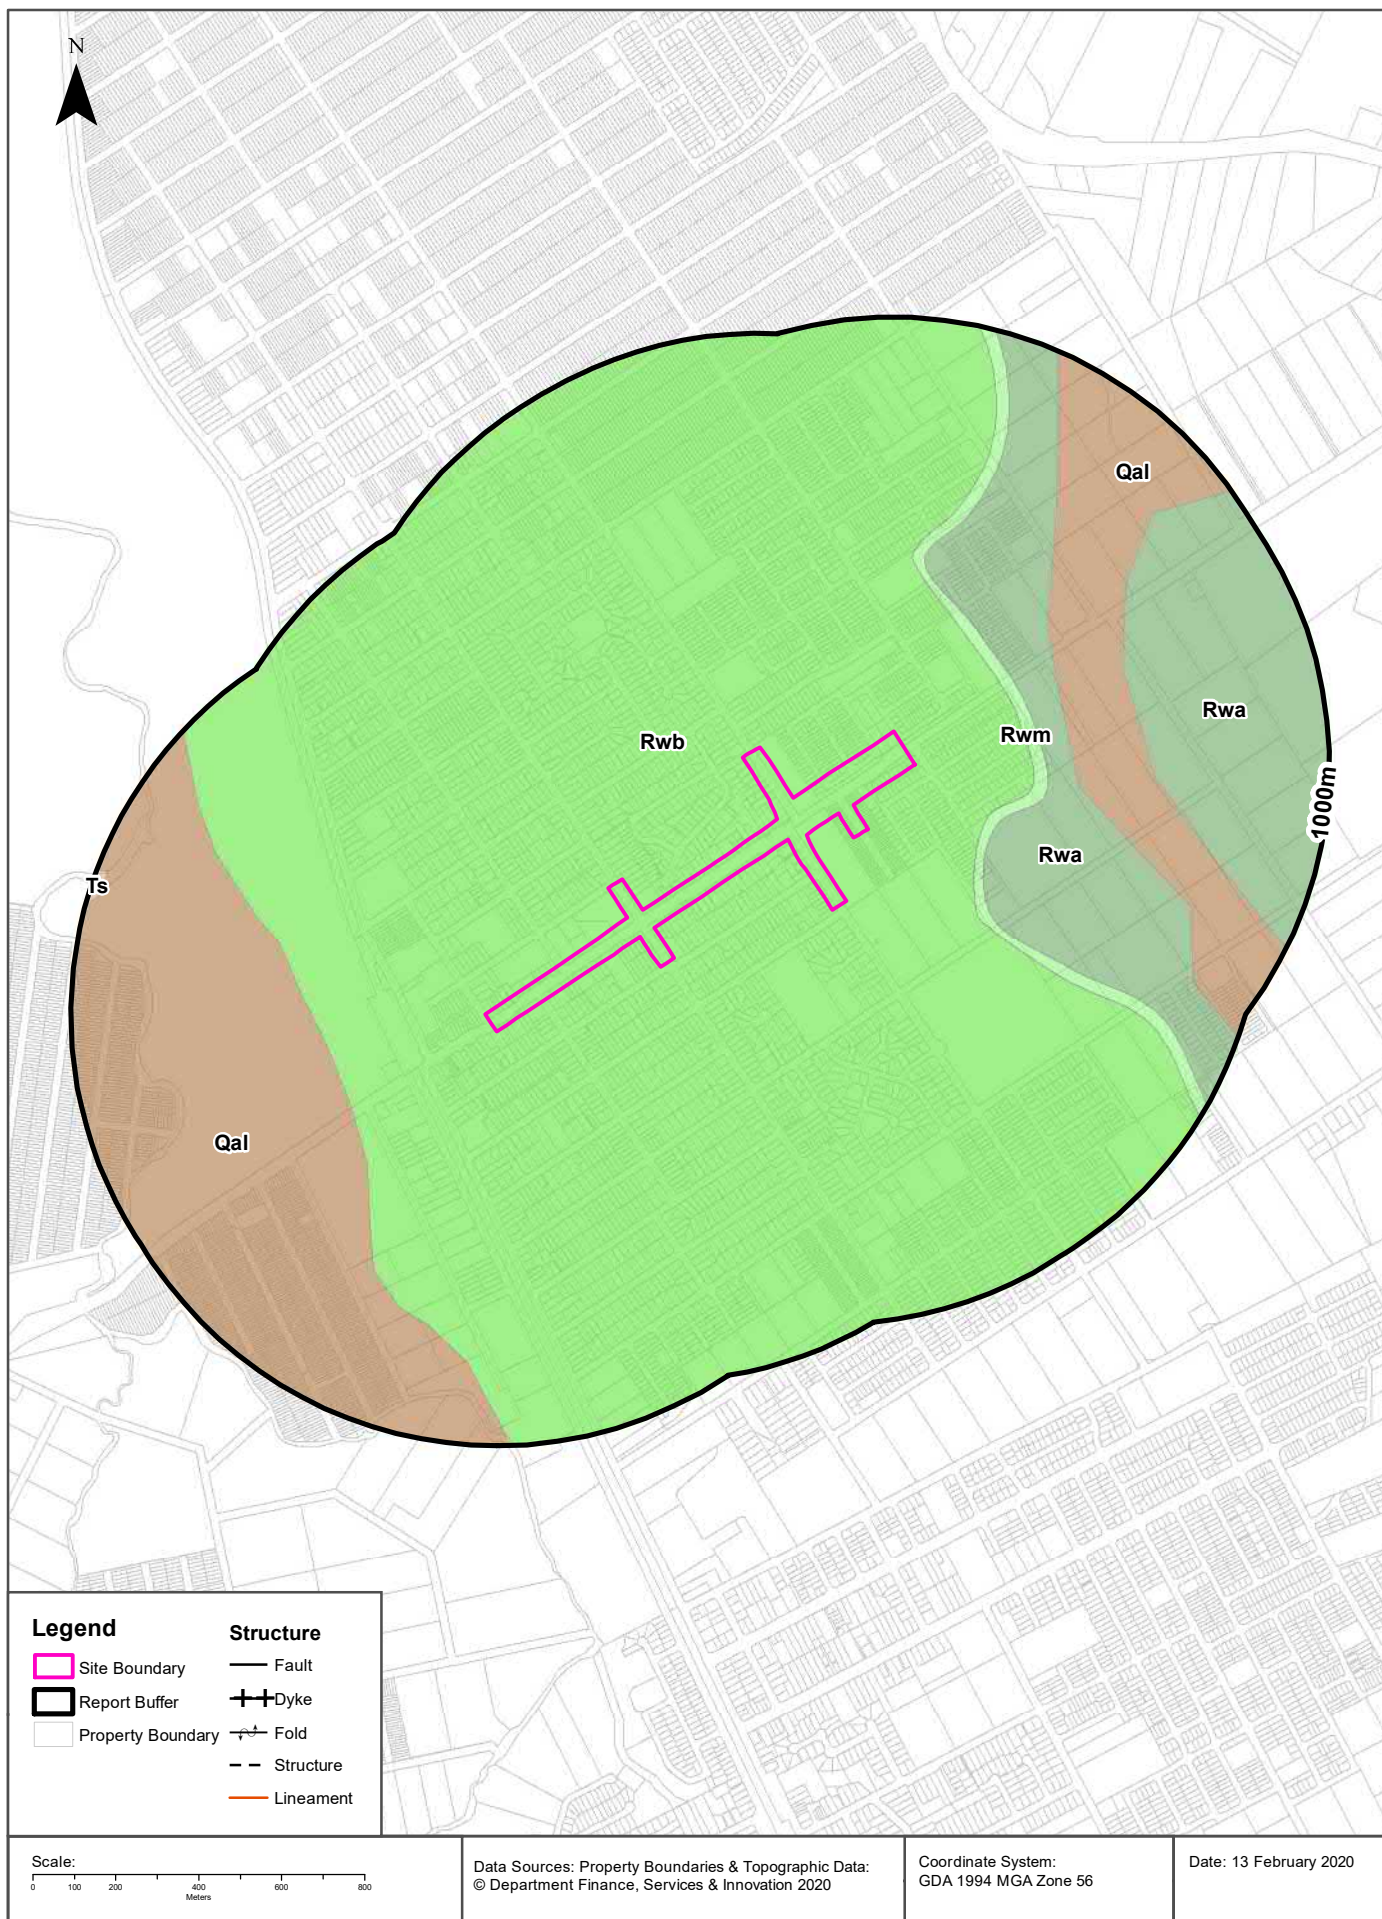 N
Qal
Rwa
Rwb
Rwm
1000m
Rwa
Ts
Qal
Legend
Site Boundary
Report Buffer
Property Boundary
Structure
Fault
Dyke
Fold
Structure
Lineament
Scale:
0 100 200 400 600 800
Meters
Data Sources: Property Boundaries & Topographic Data:
© Department Finance, Services & Innovation 2020
Coordinate System:
GDA 1994 MGA Zone 56
Date: 13 February 2020